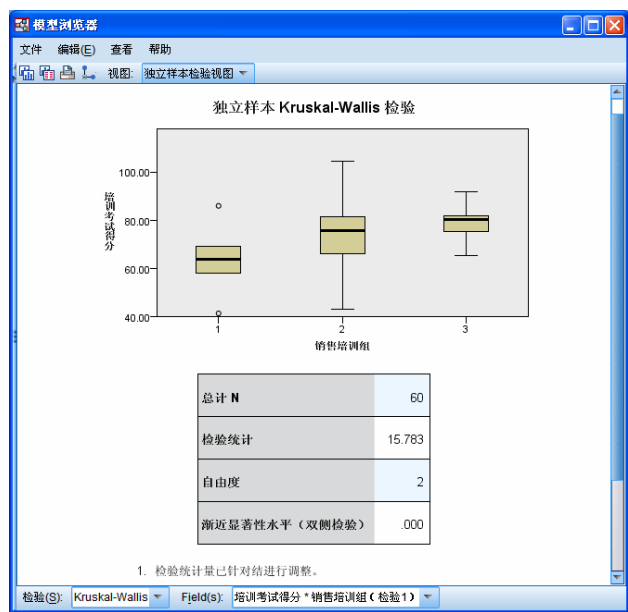 模型浏览器
文件 编辑(E) 查看 帮助
视图: 独立样本检验视图
独立样本 Kruskal-Wallis 检验
培训考试得分
100.00
80.00
60.00
40.00
1 2 3
销售培训组
总计 N 60
检验统计 15.783
自由度 2
渐近显著性水平（双侧检验） .000
1. 检验统计量已针对结进行调整。
检验(S): Kruskal-Wallis Field(s): 培训考试得分*销售培训组（检验1）